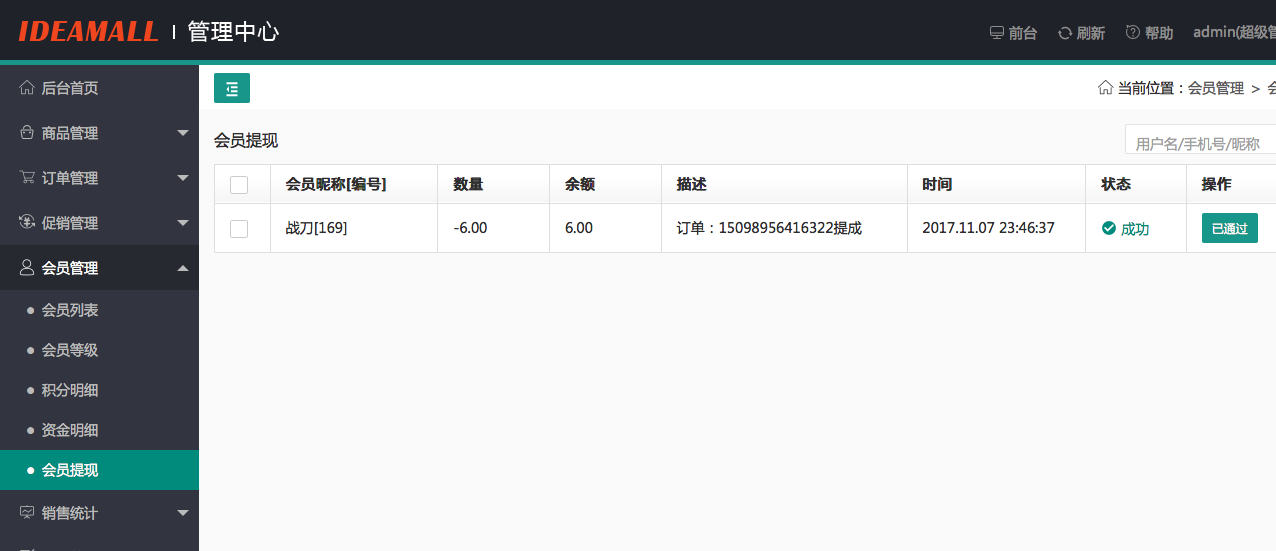 IDEAMALL | 管理中心
前台 刷新 帮助 admin(超级管
后台首页
商品管理
订单管理
促销管理
会员管理
会员列表
会员等级
积分明细
资金明细
会员提现
销售统计
当前位置：会员管理 > 会
会员提现
用户名/手机号/昵称
会员昵称[编号] 数量 余额 描述 时间 状态 操作
战刀[169] -6.00 6.00 订单：15098956416322提成 2017.11.07 23:46:37 成功 已通过